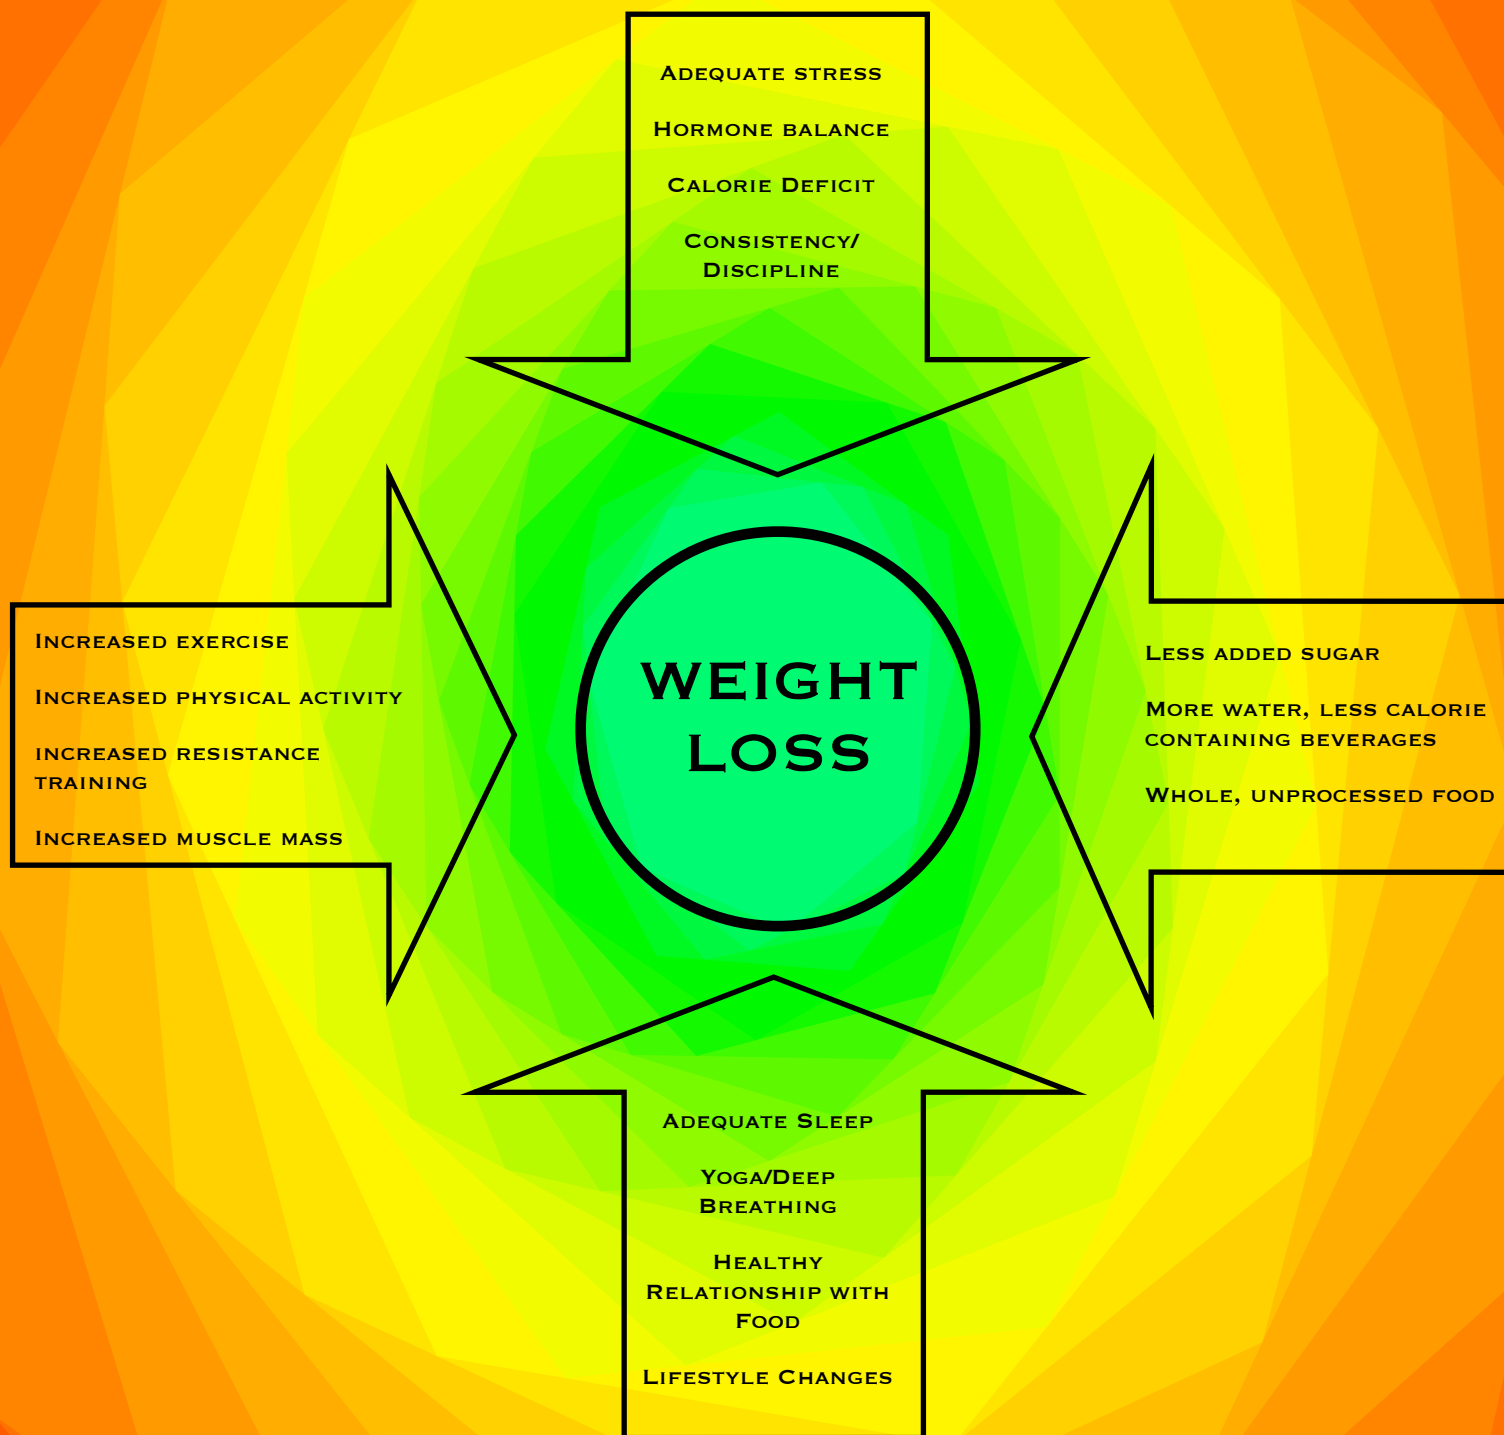 Adequate stress
Hormone balance
Calorie Deficit
Consistency/
Discipline
Increased exercise
Increased physical activity
increased resistance
training
Increased muscle mass
WEIGHT
LOSS
Less added sugar
More water, less calorie
containing beverages
Whole, unprocessed food
Adequate Sleep
Yoga/Deep
Breathing
Healthy
Relationship with
Food
Lifestyle Changes